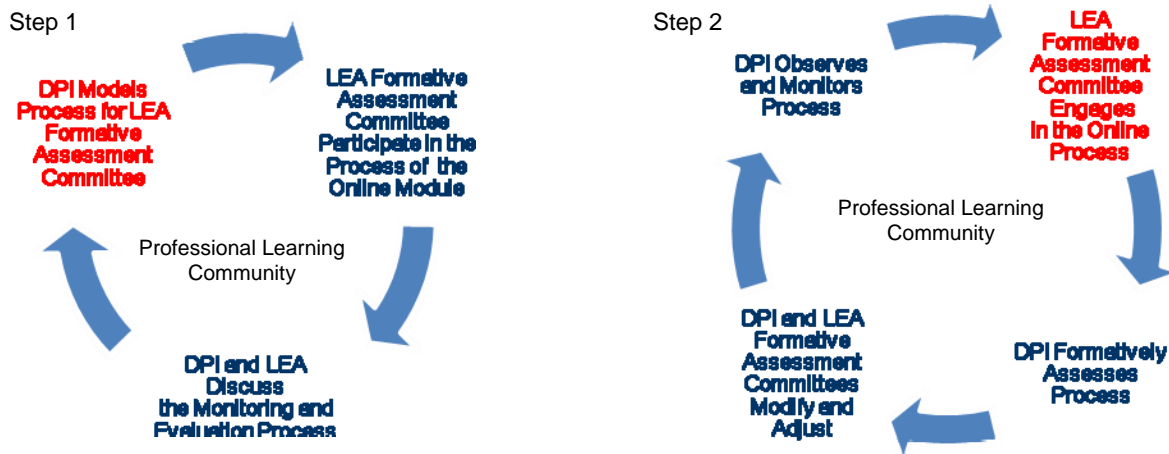 Step 1
DPI Models
Process for LEA
Formative
Assessment
Committee
LEA Formative
Assessment
Committee
Participate in the
Process of the
Online Module
Professional Learning
Community
DPI and LEA
Discuss
the Monitoring and
Evaluation Process
Step 2
DPI Observes
and Monitors
Process
LEA
Formative
Assessment
Committee
Engages
in the Online
Process
Professional Learning
Community
DPI and LEA
Formative
Assessment
Committees
Modify and
Adjust
DPI Formatively
Assesses
Process